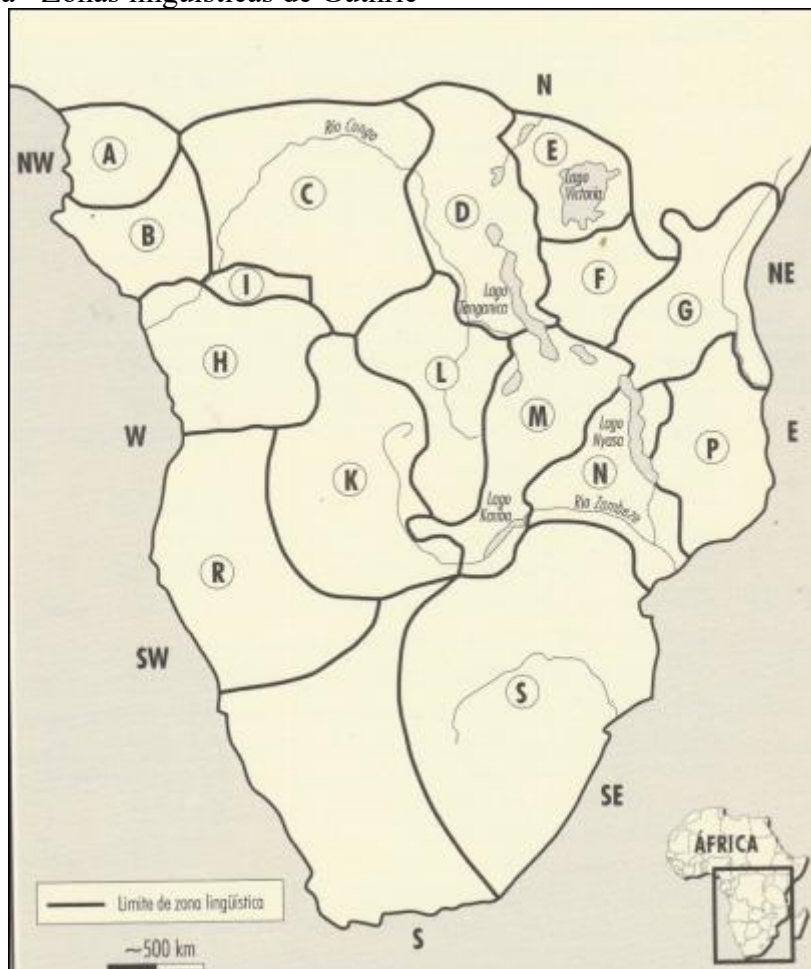 Zonas linguísticas de Guthrie
N
NW
A
Rio Congo
E
Lago
Victoria
C
D
B
NE
I
F
Lago
Tanganica
G
H
L
W
M
Lago
Nyasa
P
E
K
N
Lago
Kariba
Rio Zambeze
R
SW
S
SE
ÁFRICA
Limite de zona lingüística
S
~500 km